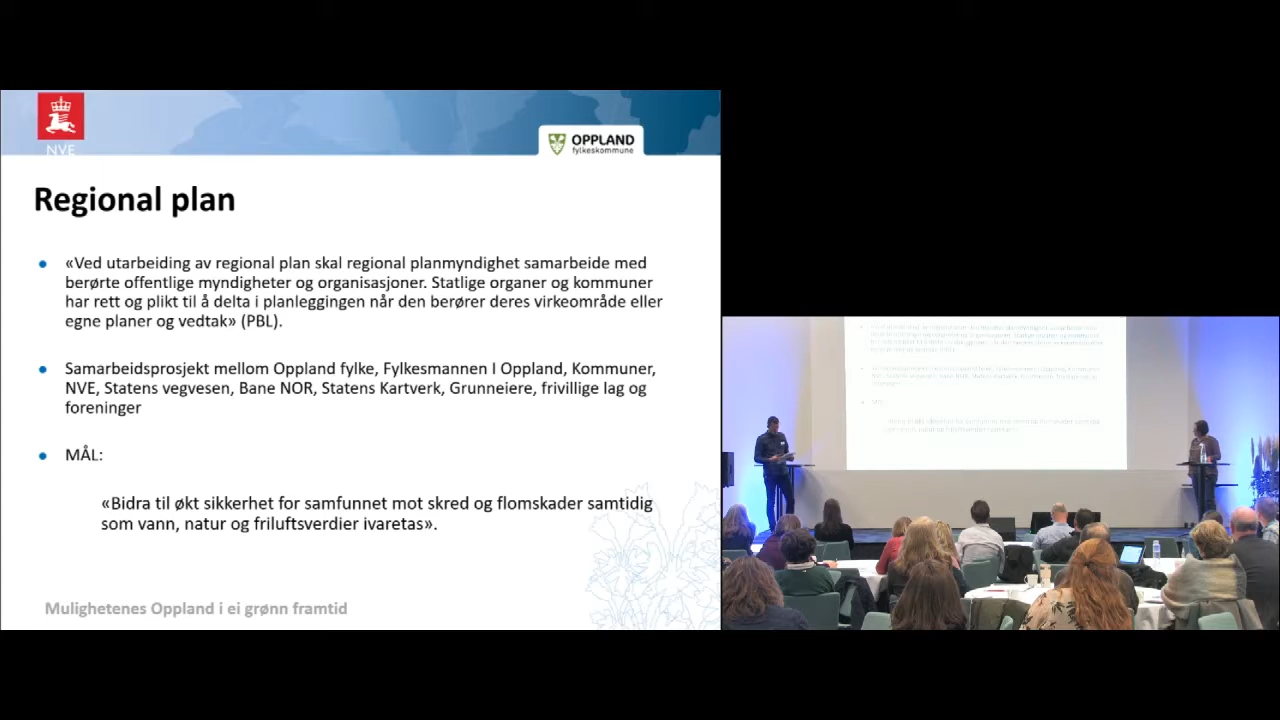 NVE
OPPLAND
fylkeskommune
Regional plan
«Ved utarbeiding av regional plan skal regional planmyndighet samarbeide med
berørte offentlige myndigheter og organisasjoner. Statlige organer og kommuner
har rett og plikt til å delta i planleggingen når den berører deres virkeområde eller
egne planer og vedtak» (PBL).
Samarbeidsprosjekt mellom Oppland fylke, Fylkesmannen I Oppland, Kommuner,
NVE, Statens vegvesen, Bane NOR, Statens Kartverk, Grunneiere, frivillige lag og
foreninger
MÅL:
«Bidra til økt sikkerhet for samfunnet mot skred og flomskader samtidig
som vann, natur og friluftsverdier ivaretas».
Mulighetenes Oppland i ei grønn framtid